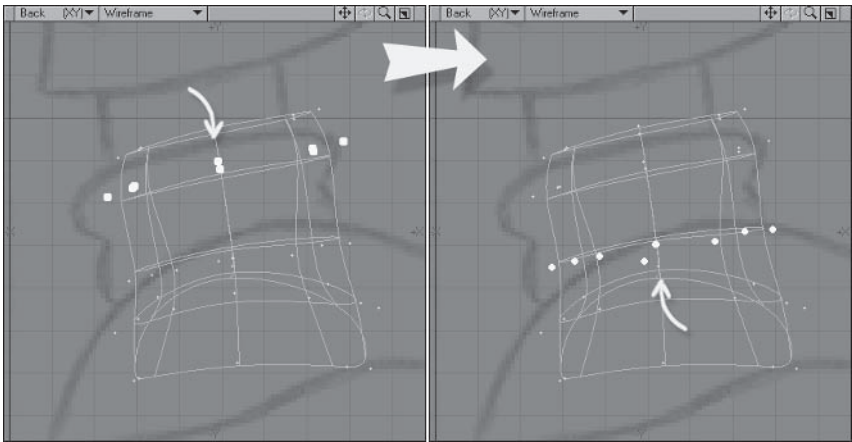 Back (XY) Wireframe
+Y
-X
+X
-Y
Back (XY) Wireframe
+Y
-X
+X
-Y